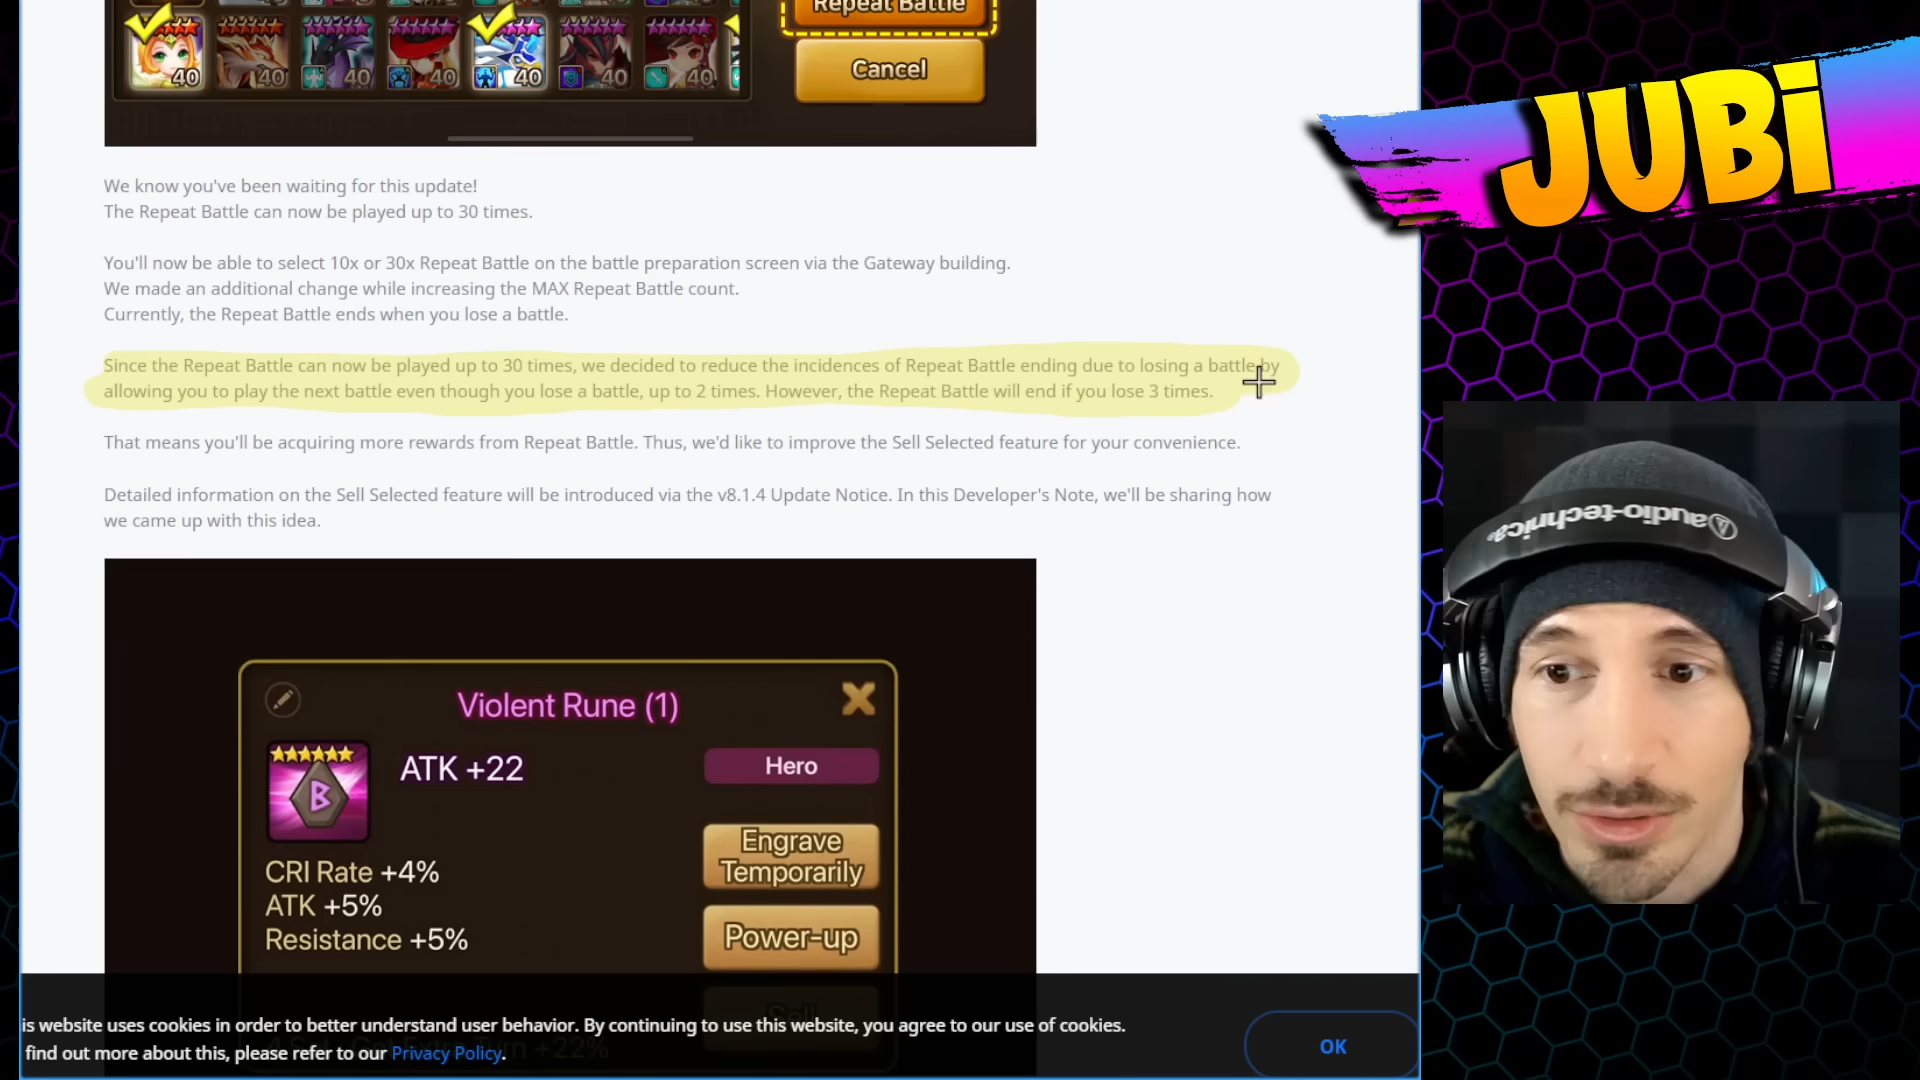 Repeat Battle
40
40
40
40
40
40
40
Cancel
JUBi
We know you've been waiting for this update!
The Repeat Battle can now be played up to 30 times.
You'll now be able to select 10x or 30x Repeat Battle on the battle preparation screen via the Gateway building.
We made an additional change while increasing the MAX Repeat Battle count.
Currently, the Repeat Battle ends when you lose a battle.
Since the Repeat Battle can now be played up to 30 times, we decided to reduce the incidences of Repeat Battle ending due to losing a battle by
allowing you to play the next battle even though you lose a battle, up to 2 times. However, the Repeat Battle will end if you lose 3 times.
That means you'll be acquiring more rewards from Repeat Battle. Thus, we'd like to improve the Sell Selected feature for your convenience.
Detailed information on the Sell Selected feature will be introduced via the v8.1.4 Update Notice. In this Developer's Note, we'll be sharing how
we came up with this idea.
audio-technica
Violent Rune (1)
ATK +22
Hero
Engrave
Temporarily
CRI Rate +4%
ATK +5%
Resistance +5%
Power-up
Sell
is website uses cookies in order to better understand user behavior. By continuing to use this website, you agree to our use of cookies.
find out more about this, please refer to our Privacy Policy.
Turn +22%
OK